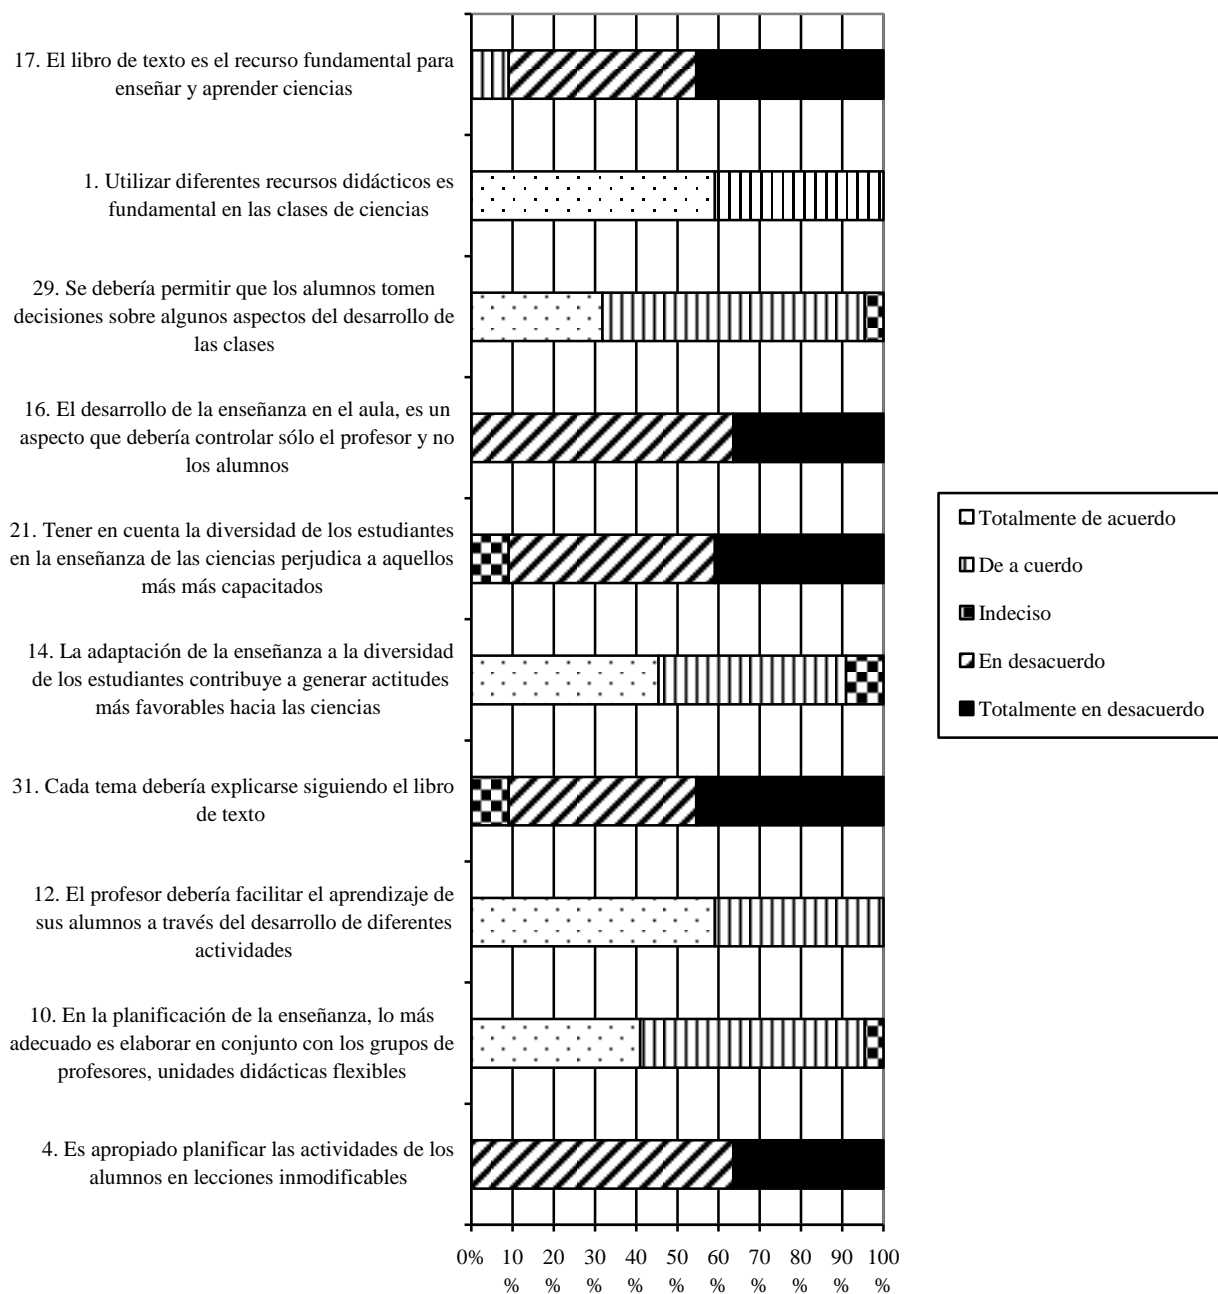 17. El libro de texto es el recurso fundamental para
enseñar y aprender ciencias
1. Utilizar diferentes recursos didácticos es
fundamental en las clases de ciencias
29. Se debería permitir que los alumnos tomen
decisiones sobre algunos aspectos del desarrollo de
las clases
16. El desarrollo de la enseñanza en el aula, es un
aspecto que debería controlar sólo el profesor y no
los alumnos
21. Tener en cuenta la diversidad de los estudiantes
en la enseñanza de las ciencias perjudica a aquellos
más más capacitados
14. La adaptación de la enseñanza a la diversidad
de los estudiantes contribuye a generar actitudes
más favorables hacia las ciencias
31. Cada tema debería explicarse siguiendo el libro
de texto
12. El profesor debería facilitar el aprendizaje de
sus alumnos a través del desarrollo de diferentes
actividades
10. En la planificación de la enseñanza, lo más
adecuado es elaborar en conjunto con los grupos de
profesores, unidades didácticas flexibles
4. Es apropiado planificar las actividades de los
alumnos en lecciones inmodificables
0% 10 20 30 40 50 60 70 80 90 100
% % % % % % % % % %
Totalmente de acuerdo
De a cuerdo
Indeciso
En desacuerdo
Totalmente en desacuerdo